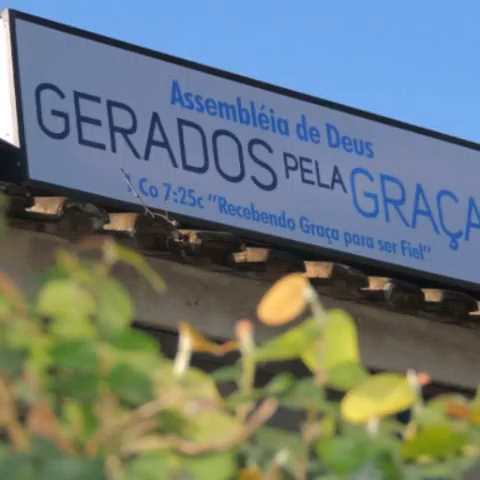 Assembléia de Deus
GERADOS PELA GRAÇA
Co 7:25c "Recebendo Graça para ser Fiel"